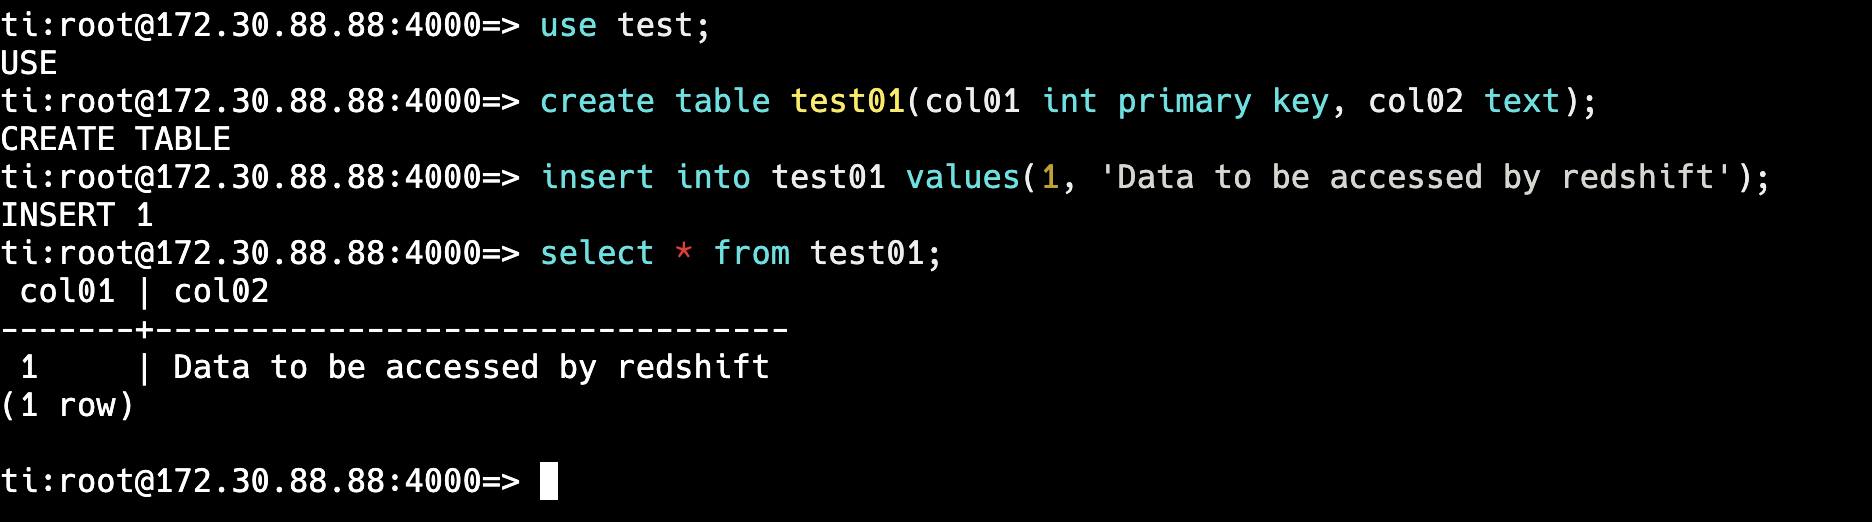 ti:root@172.30.88.88:4000=> use test;
USE
ti:root@172.30.88.88:4000=> create table test01(col01 int primary key, col02 text);
CREATE TABLE
ti:root@172.30.88.88:4000=> insert into test01 values(1, 'Data to be accessed by redshift');
INSERT 1
ti:root@172.30.88.88:4000=> select * from test01;
 col01 | col02
-------+---------------------------------
 1     | Data to be accessed by redshift
(1 row)
ti:root@172.30.88.88:4000=>